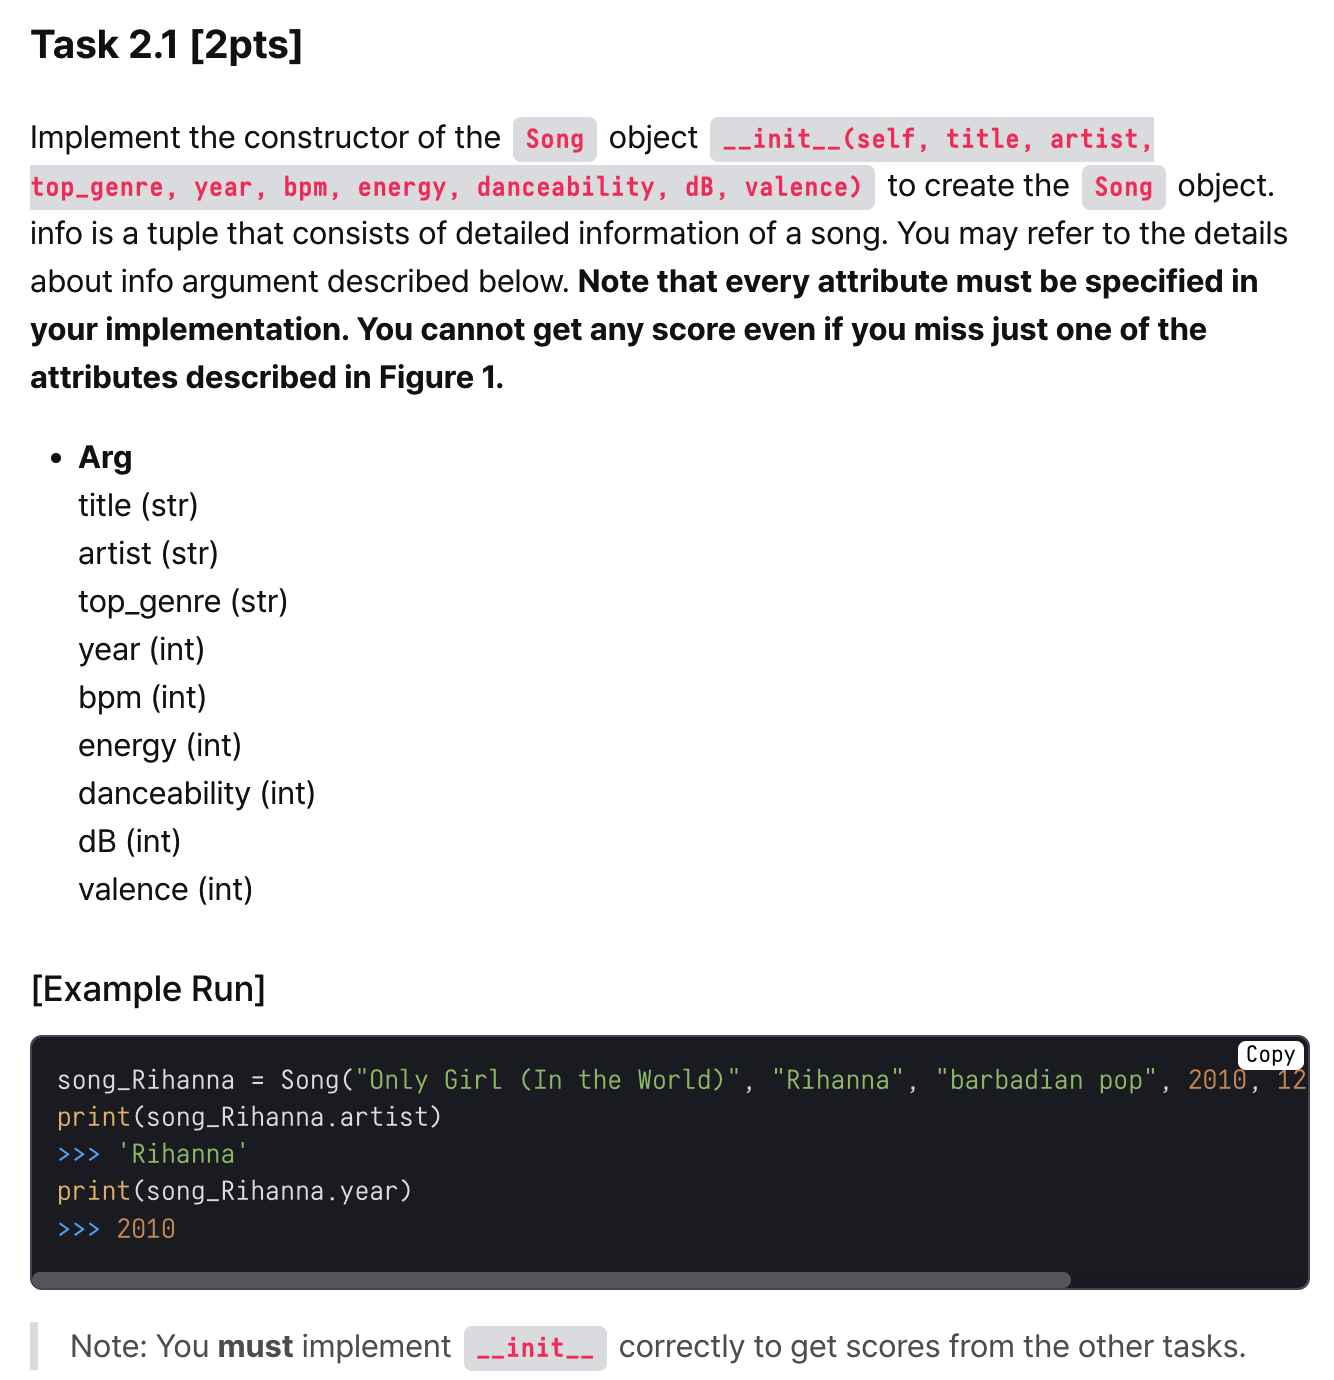 Task 2.1 [2pts]
Implement the constructor of the Song object __init__(self, title, artist,
top_genre, year, bpm, energy, danceability, dB, valence) to create the Song object.
info is a tuple that consists of detailed information of a song. You may refer to the details
about info argument described below. Note that every attribute must be specified in
your implementation. You cannot get any score even if you miss just one of the
attributes described in Figure 1.
• Arg
title (str)
artist (str)
top_genre (str)
year (int)
bpm (int)
energy (int)
danceability (int)
dB (int)
valence (int)
[Example Run]
Copy
song_Rihanna = Song("Only Girl (In the World)", "Rihanna", "barbadian pop", 2010, 12
print(song_Rihanna.artist)
>>> 'Rihanna'
print(song_Rihanna.year)
>>> 2010
Note: You must implement __init__ correctly to get scores from the other tasks.